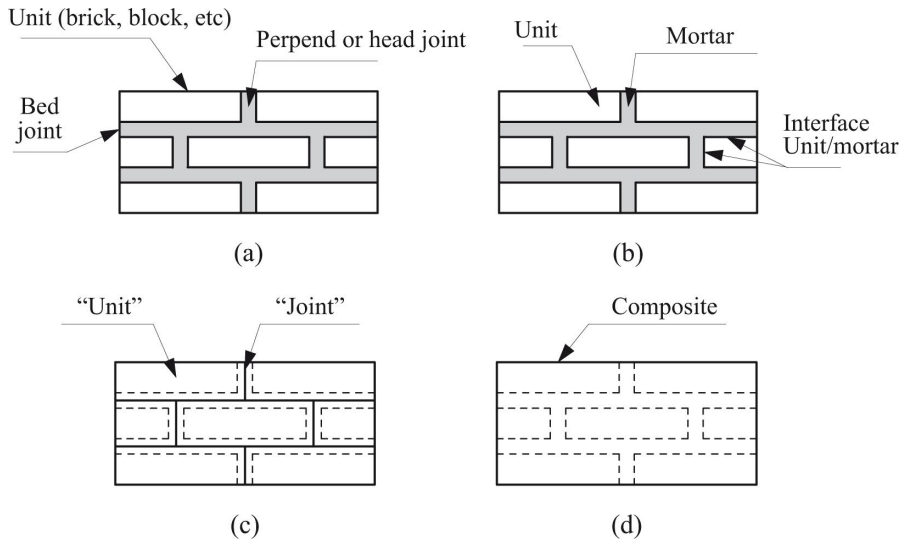 Unit (brick, block, etc)
Perpend or head joint
Bed
joint
(a)
Unit
Mortar
Interface
Unit/mortar
(b)
“Unit”
“Joint”
(c)
Composite
(d)